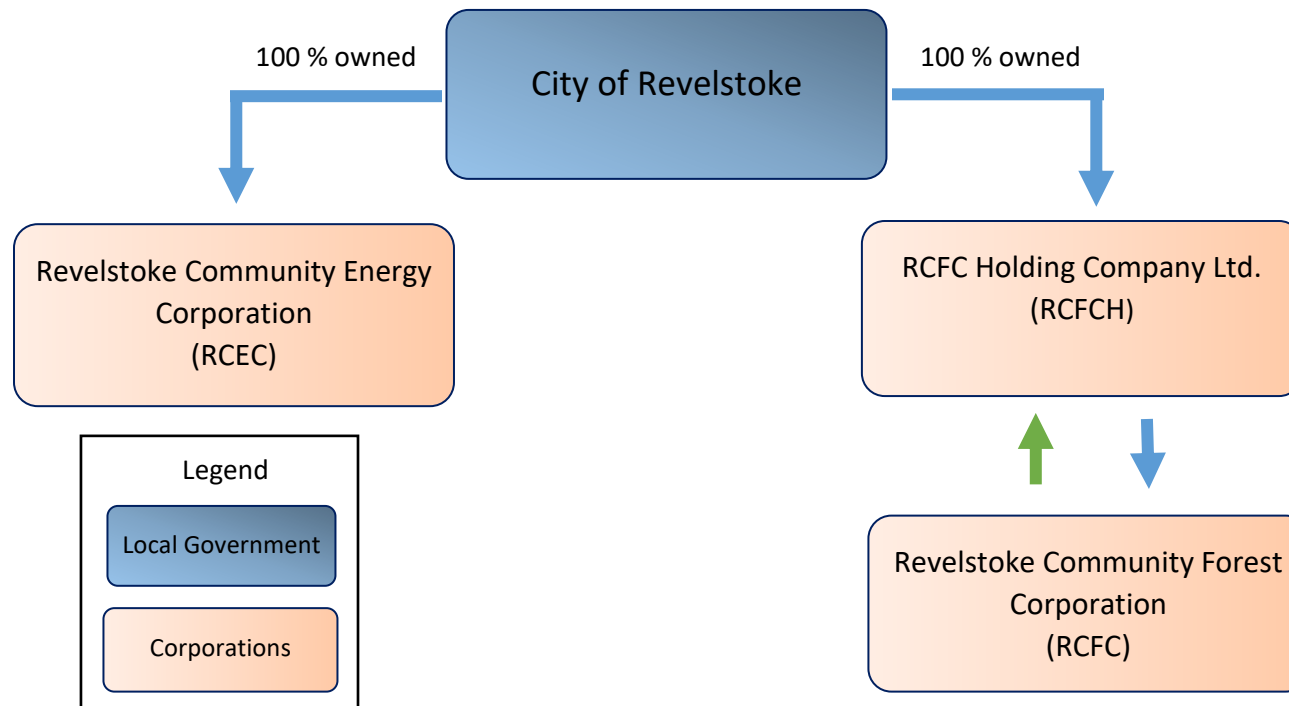 City of Revelstoke
100 % owned
100 % owned
Revelstoke Community Energy
Corporation
(RCEC)
RCFC Holding Company Ltd.
(RCFCH)
Legend
Local Government
Corporations
Revelstoke Community Forest
Corporation
(RCFC)